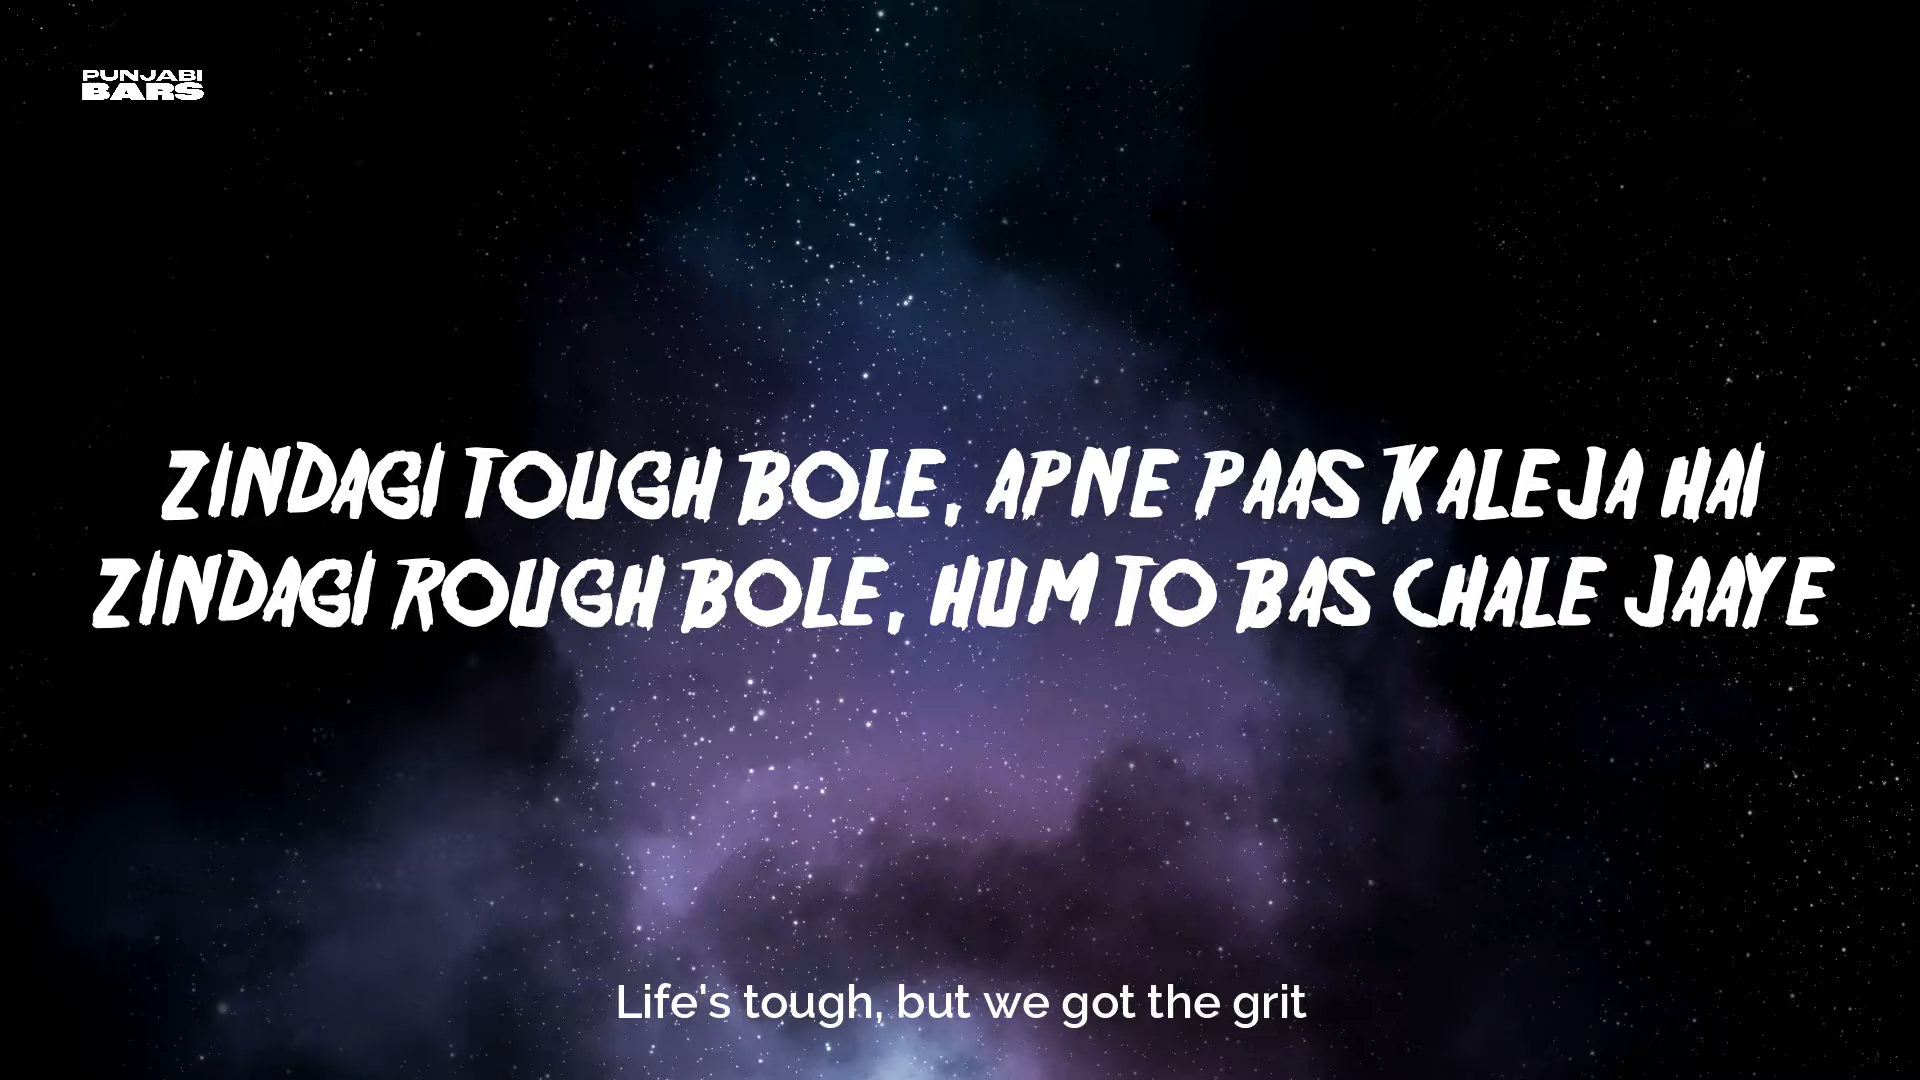 PUNJABI
BARS
ZINDAGI TOUGH BOLE, APNE PAAS KALEJA HAI
ZINDAGI ROUGH BOLE, HUM TO BAS CHALE JAAYE
Life's tough, but we got the grit